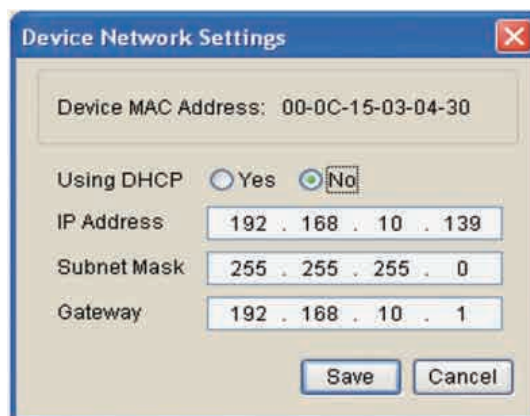 Device Network Settings
Device MAC Address: 00-0C-15-03-04-30
Using DHCP Yes No
IP Address 192 . 168 . 10 . 139
Subnet Mask 255 . 255 . 255 . 0
Gateway 192 . 168 . 10 . 1
Save Cancel